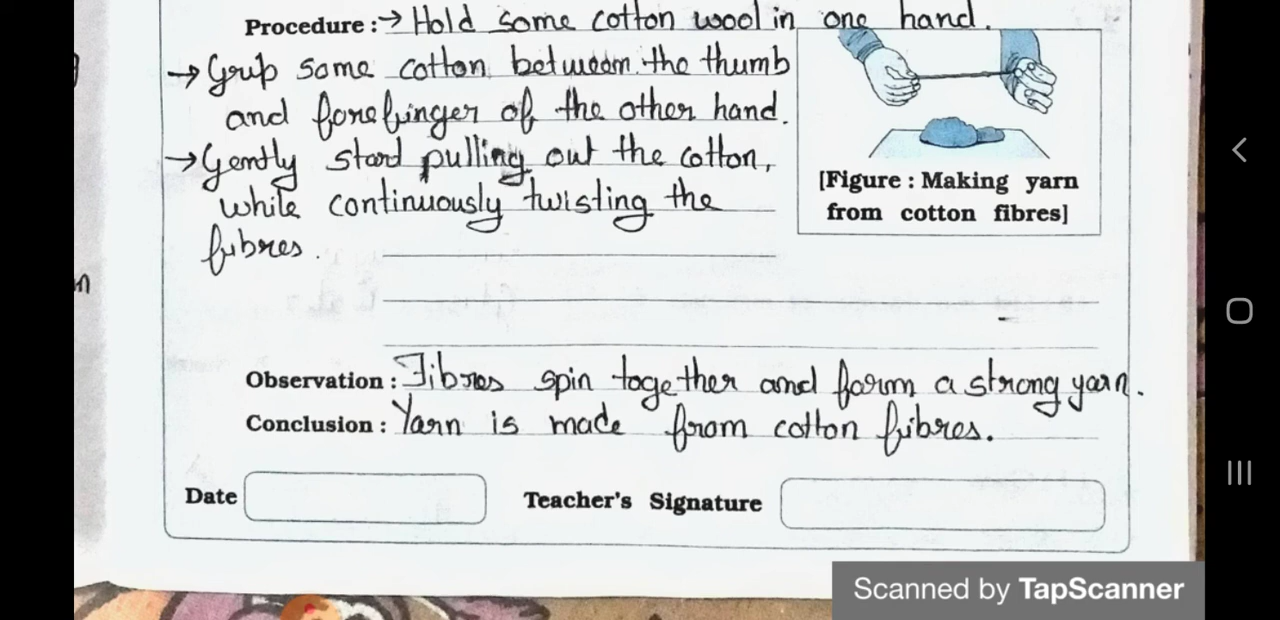 Procedure :→ Hold some cotton wool in one hand.
→ Grip some cotton between the thumb
and forefinger of the other hand.
→ Gently start pulling out the cotton,
while continuously twisting the
fibres.
[Figure : Making yarn
from cotton fibres]
Observation : Fibres spin together and form a strong yarn.
Conclusion : Yarn is made from cotton fibres.
Date
Teacher's Signature
Scanned by TapScanner